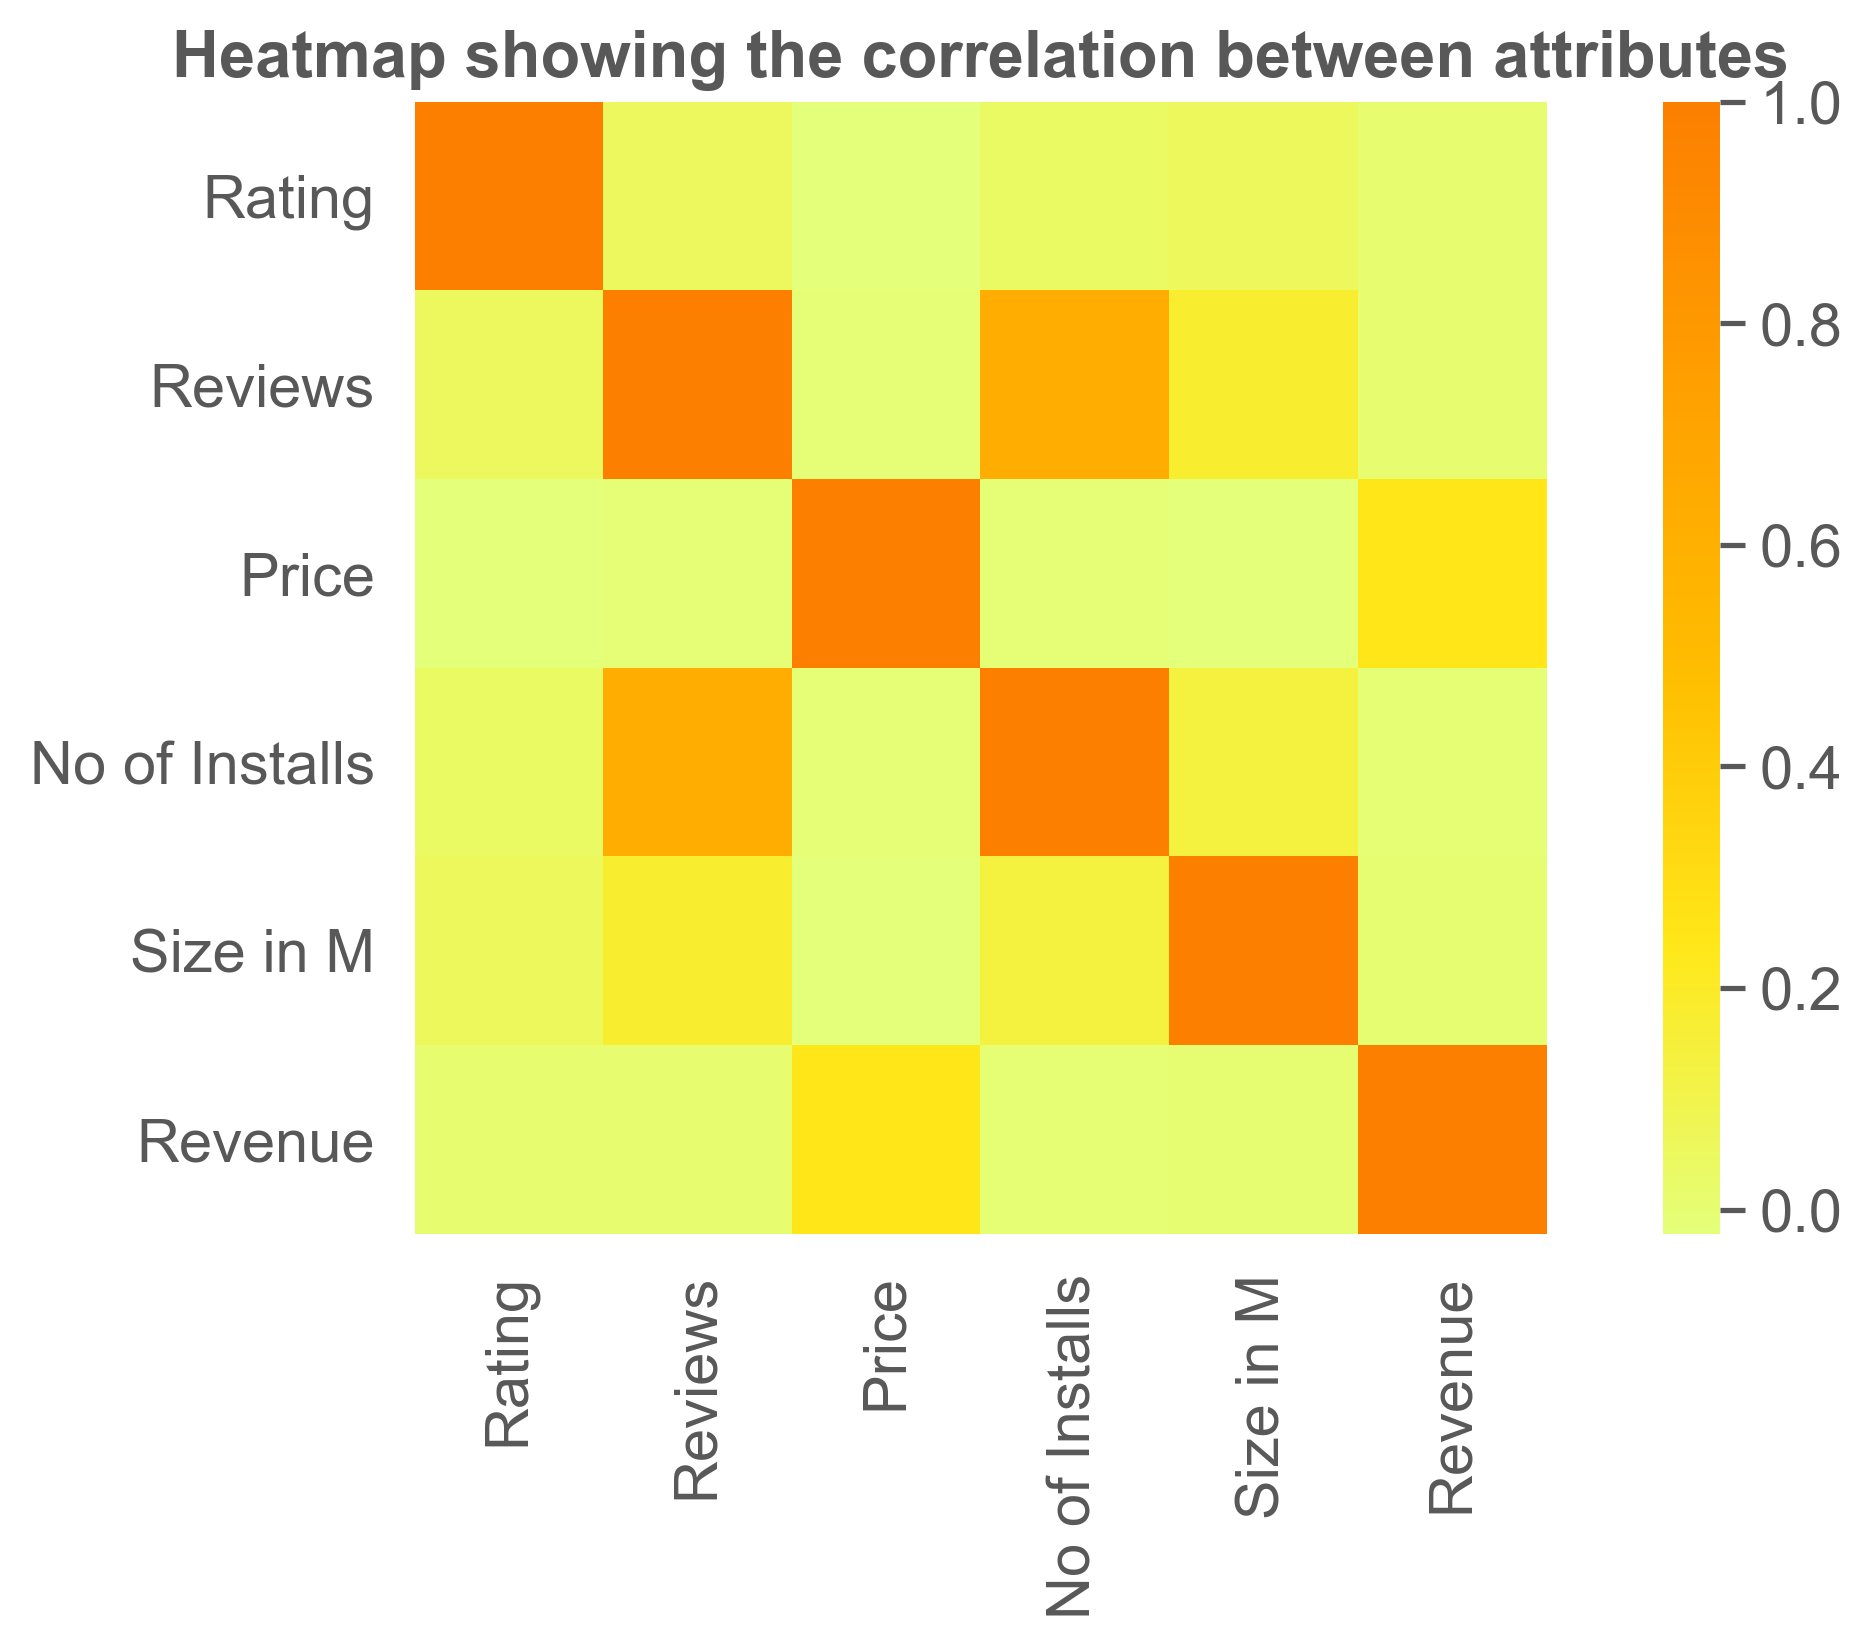 Heatmap showing the correlation between attributes
Rating
Reviews
Price
No of Installs
Size in M
Revenue
Rating
Reviews
Price
No of Installs
Size in M
Revenue
1.0
0.8
0.6
0.4
0.2
0.0